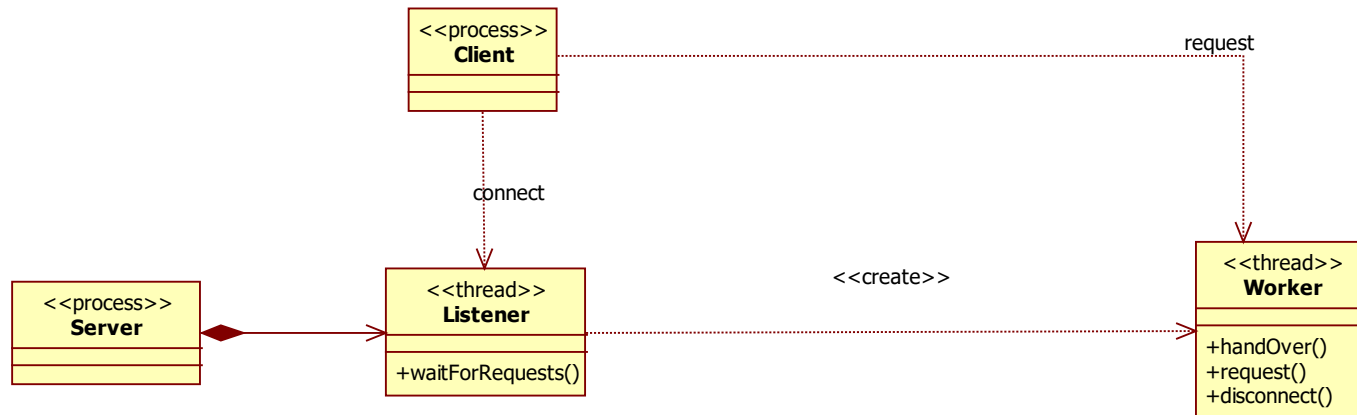 <<process>>
Client
request
connect
<<process>>
Server
<<thread>>
Listener
+waitForRequests()
<<create>>
<<thread>>
Worker
+handOver()
+request()
+disconnect()